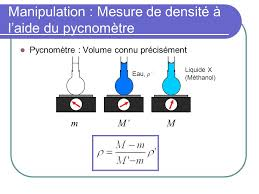 Manipulation : Mesure de densité à
l'aide du pycnomètre
Pycnomètre : Volume connu précisément
Eau, ρ'
Liquide X
(Méthanol)
m M' M
ρ = (M – m) / (M' – m) ρ'